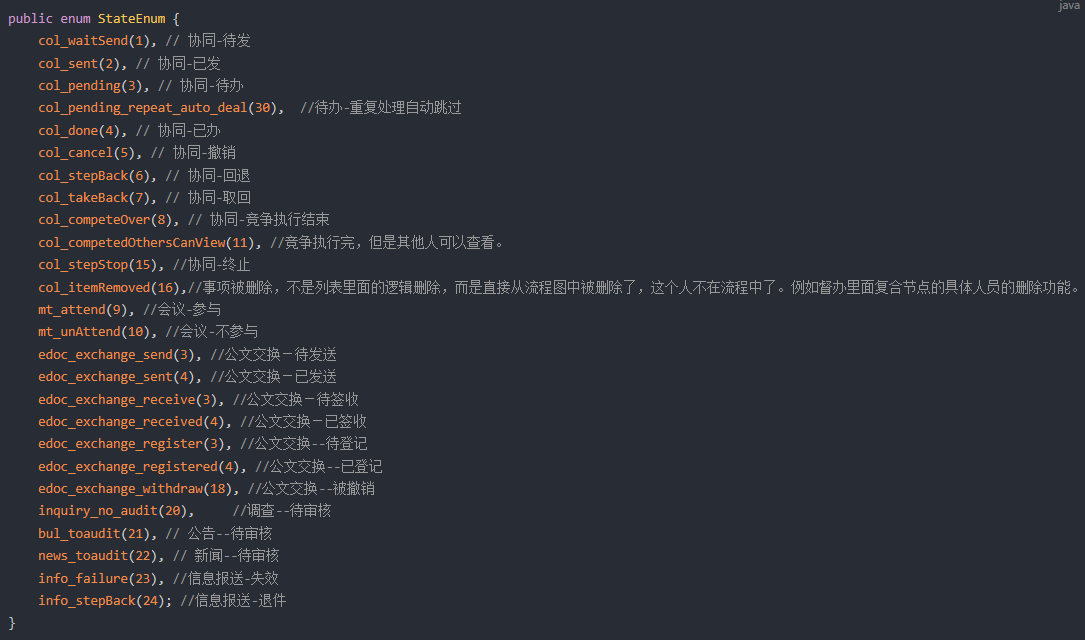 java
public enum StateEnum {
col_waitSend(1), // 协同-待发
col_sent(2), // 协同-已发
col_pending(3), // 协同-待办
col_pending_repeat_auto_deal(30),  //待办-重复处理自动跳过
col_done(4), // 协同-已办
col_cancel(5), // 协同-撤销
col_stepBack(6), // 协同-回退
col_takeBack(7), // 协同-取回
col_competeOver(8), // 协同-竞争执行结束
col_competedOthersCanView(11), //竞争执行完，但是其他人可以查看。
col_stepStop(15), //协同-终止
col_itemRemoved(16),//事项被删除，不是列表里面的逻辑删除，而是直接从流程图中被删除了，这个人不在流程中了。例如督办里面复合节点的具体人员的删除功能。
mt_attend(9), //会议-参与
mt_unAttend(10), //会议-不参与
edoc_exchange_send(3), //公文交换－待发送
edoc_exchange_sent(4), //公文交换－已发送
edoc_exchange_receive(3), //公文交换－待签收
edoc_exchange_received(4), //公文交换－已签收
edoc_exchange_register(3), //公文交换--待登记
edoc_exchange_registered(4), //公文交换--已登记
edoc_exchange_withdraw(18), //公文交换--被撤销
inquiry_no_audit(20),     //调查--待审核
bul_toaudit(21), // 公告--待审核
news_toaudit(22), // 新闻--待审核
info_failure(23), //信息报送-失效
info_stepBack(24); //信息报送-退件
}